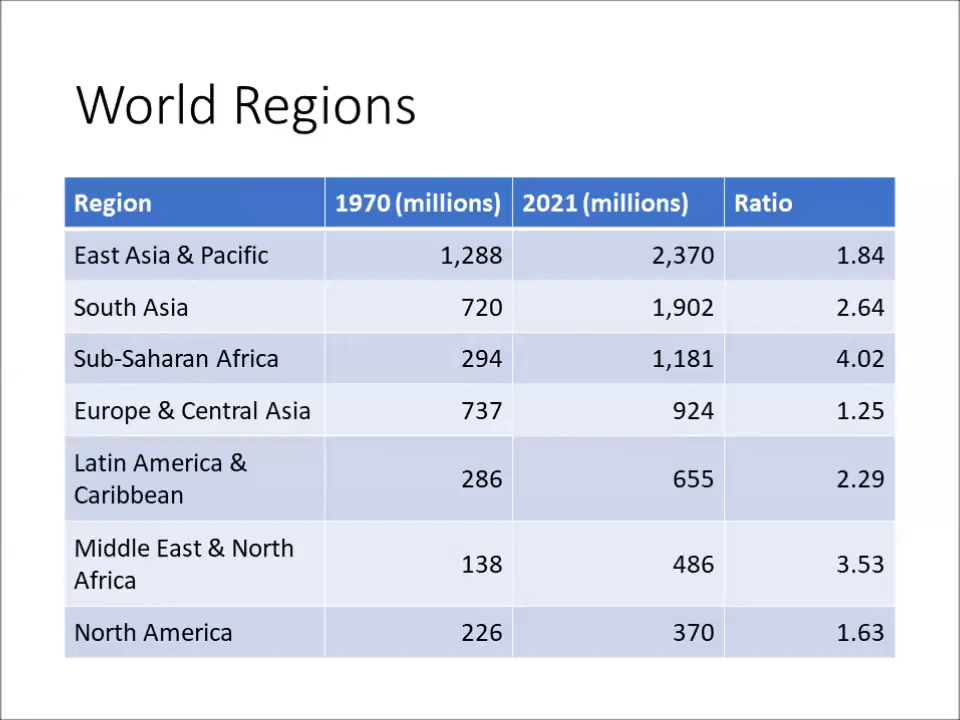 World Regions
Region 1970 (millions) 2021 (millions) Ratio
East Asia & Pacific 1,288 2,370 1.84
South Asia 720 1,902 2.64
Sub-Saharan Africa 294 1,181 4.02
Europe & Central Asia 737 924 1.25
Latin America &
Caribbean 286 655 2.29
Middle East & North
Africa 138 486 3.53
North America 226 370 1.63